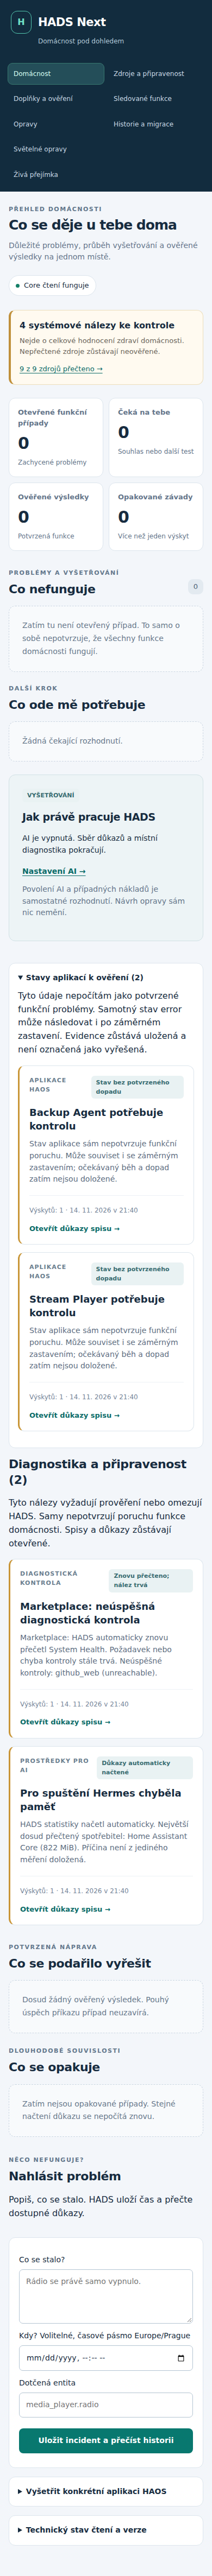 H
HADS Next
Domácnost pod dohledem
Domácnost
Zdroje a připravenost
Doplňky a ověření
Sledované funkce
Opravy
Historie a migrace
Světelné opravy
Živá přejímka
PŘEHLED DOMÁCNOSTI
Co se děje u tebe doma
Důležité problémy, průběh vyšetřování a ověřené
výsledky na jednom místě.
Core čtení funguje
4 systémové nálezy ke kontrole
Nejde o celkové hodnocení zdraví domácnosti.
Nepřečtené zdroje zůstávají neověřené.
9 z 9 zdrojů přečteno →
Otevřené funkční
případy
0
Zachycené problémy
Čeká na tebe
0
Souhlas nebo další test
Ověřené výsledky
0
Potvrzená funkce
Opakované závady
0
Více než jeden výskyt
PROBLÉMY A VYŠETŘOVÁNÍ
Co nefunguje
0
Zatím tu není otevřený případ. To samo o
sobě nepotvrzuje, že všechny funkce
domácnosti fungují.
DALŠÍ KROK
Co ode mě potřebuje
Žádná čekající rozhodnutí.
VYŠETŘOVÁNÍ
Jak právě pracuje HADS
AI je vypnutá. Sběr důkazů a místní
diagnostika pokračují.
Nastavení AI →
Povolení AI a případných nákladů je
samostatné rozhodnutí. Návrh opravy sám
nic nemění.
▼ Stavy aplikací k ověření (2)
Tyto údaje nepočítám jako potvrzené
funkční problémy. Samotný stav error
může následovat i po záměrném
zastavení. Evidence zůstává uložená a
není označená jako vyřešená.
APLIKACE
HAOS
Stav bez potvrzeného
dopadu
Backup Agent potřebuje
kontrolu
Stav aplikace sám nepotvrzuje funkční
poruchu. Může souviset i se záměrným
zastavením; očekávaný běh a dopad
zatím nejsou doložené.
Výskytů: 1 · 14. 11. 2026 v 21:40
Otevřít důkazy spisu →
APLIKACE
HAOS
Stav bez potvrzeného
dopadu
Stream Player potřebuje
kontrolu
Stav aplikace sám nepotvrzuje funkční
poruchu. Může souviset i se záměrným
zastavením; očekávaný běh a dopad
zatím nejsou doložené.
Výskytů: 1 · 14. 11. 2026 v 21:40
Otevřít důkazy spisu →
Diagnostika a připravenost
(2)
Tyto nálezy vyžadují prověření nebo omezují
HADS. Samy nepotvrzují poruchu funkce
domácnosti. Spisy a důkazy zůstávají
otevřené.
DIAGNOSTICKÁ
KONTROLA
Znovu přečteno;
nález trvá
Marketplace: neúspěšná
diagnostická kontrola
Marketplace: HADS automaticky znovu
přečetl System Health. Požadavek nebo
chyba kontroly stále trvá. Neúspěšné
kontroly: github_web (unreachable).
Výskytů: 1 · 14. 11. 2026 v 21:40
Otevřít důkazy spisu →
PROSTŘEDKY PRO
AI
Důkazy automaticky
načtené
Pro spuštění Hermes chyběla
paměť
HADS statistiky načetl automaticky. Největší
dosud přečtený spotřebitel: Home Assistant
Core (822 MiB). Příčina není z jediného
měření doložená.
Výskytů: 1 · 14. 11. 2026 v 21:40
Otevřít důkazy spisu →
POTVRZENÁ NÁPRAVA
Co se podařilo vyřešit
Dosud žádný ověřený výsledek. Pouhý
úspěch příkazu případ neuzavírá.
DLOUHODOBÉ SOUVISLOSTI
Co se opakuje
Zatím nejsou opakované případy. Stejné
načtení důkazu se nepočítá znovu.
NĚCO NEFUNGUJE?
Nahlásit problém
Popiš, co se stalo. HADS uloží čas a přečte
dostupné důkazy.
Co se stalo?
Rádio se právě samo vypnulo.
Kdy? Volitelné, časové pásmo Europe/Prague
mm/dd/yyyy, --:-- --
Dotčená entita
media_player.radio
Uložit incident a přečíst historii
▶ Vyšetřit konkrétní aplikaci HAOS
▶ Technický stav čtení a verze